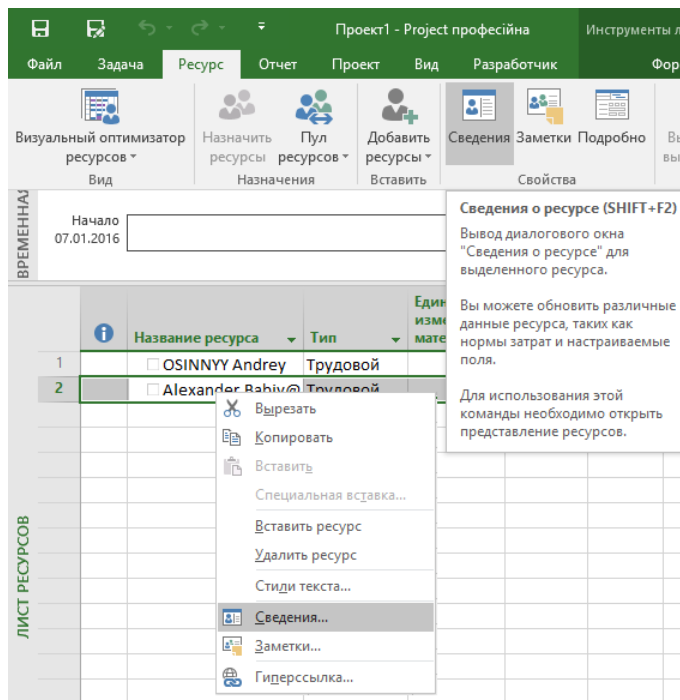 Проект1 - Project професійна
Инструменты л
Файл Задача Ресурс Отчет Проект Вид Разработчик Фор
Визуальный оптимизатор ресурсов
Назначить ресурсы
Пул ресурсов
Добавить ресурсы
Сведения Заметки Подробно
Вид Назначения Вставить Свойства
Начало
07.01.2016
Сведения о ресурсе (SHIFT+F2)
Вывод диалогового окна
"Сведения о ресурсе" для
выделенного ресурса.
Вы можете обновить различные
данные ресурса, таких как
нормы затрат и настраиваемые
поля.
Для использования этой
команды необходимо открыть
представление ресурсов.
Название ресурса Тип Един
изме
мате
1 OSINNYY Andrey Трудовой
2 Alexander Babiy@ Трудовой
Вырезать
Копировать
Вставить
Специальная вставка...
Вставить ресурс
Удалить ресурс
Стили текста...
Сведения...
Заметки...
Гиперссылка...
ВРЕМЕННАЯ
ЛИСТ РЕСУРСОВ